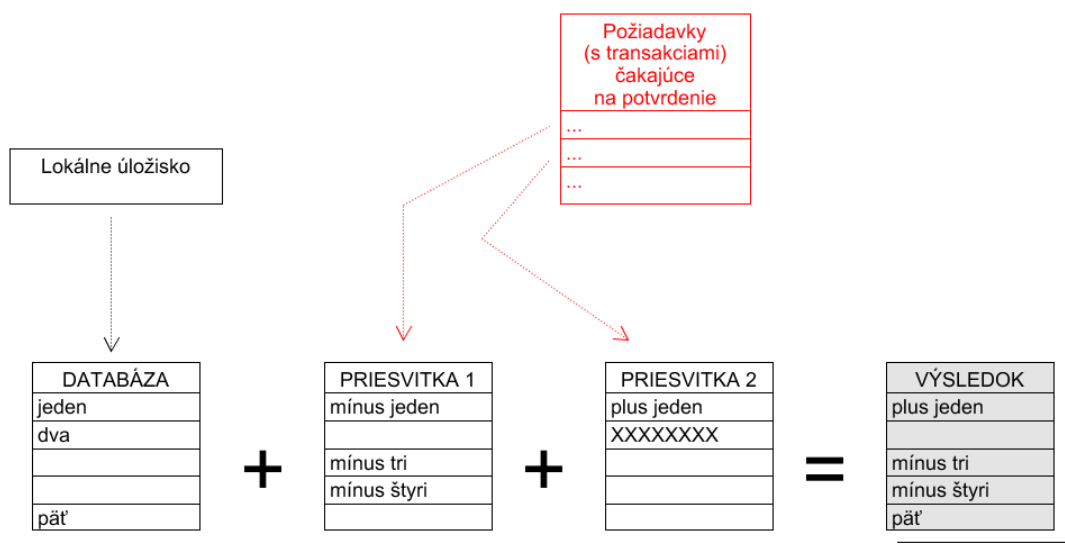 Požiadavky
(s transakciami)
čakajúce
na potvrdenie
...
...
...
Lokálne úložisko
DATABÁZA
jeden
dva
päť
+
PRIESVITKA 1
mínus jeden
mínus tri
mínus štyri
+
PRIESVITKA 2
plus jeden
XXXXXXXX
=
VÝSLEDOK
plus jeden
mínus tri
mínus štyri
päť